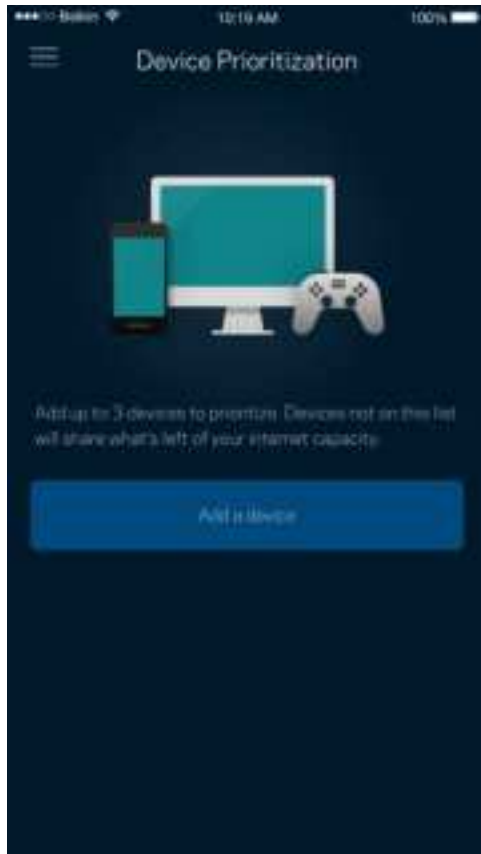 Belkin 10:19 AM 100%
Device Prioritization
Add up to 3 devices to prioritize. Devices not on this list
will share what's left of your internet capacity.
Add a device